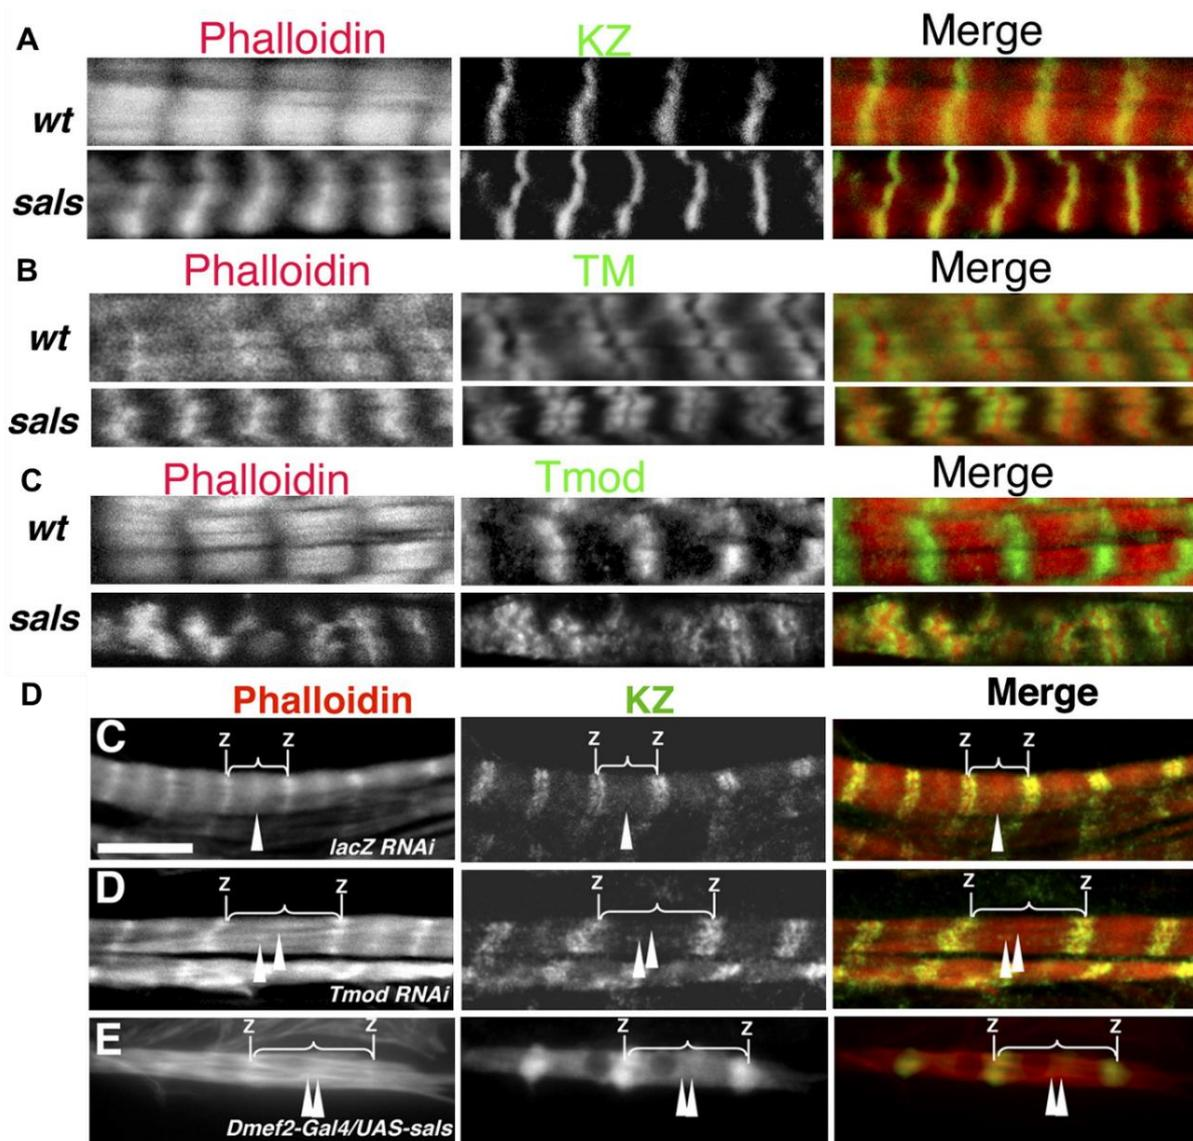 A Phalloidin KZ Merge
wt
sals
B Phalloidin TM Merge
wt
sals
C Phalloidin Tmod Merge
wt
sals
D Phalloidin KZ Merge
C Z Z Z Z Z Z
lacZ RNAi
D Z Z Z Z Z Z
Tmod RNAi
E Z Z Z Z Z Z
Dmef2-Gal4/UAS-sals